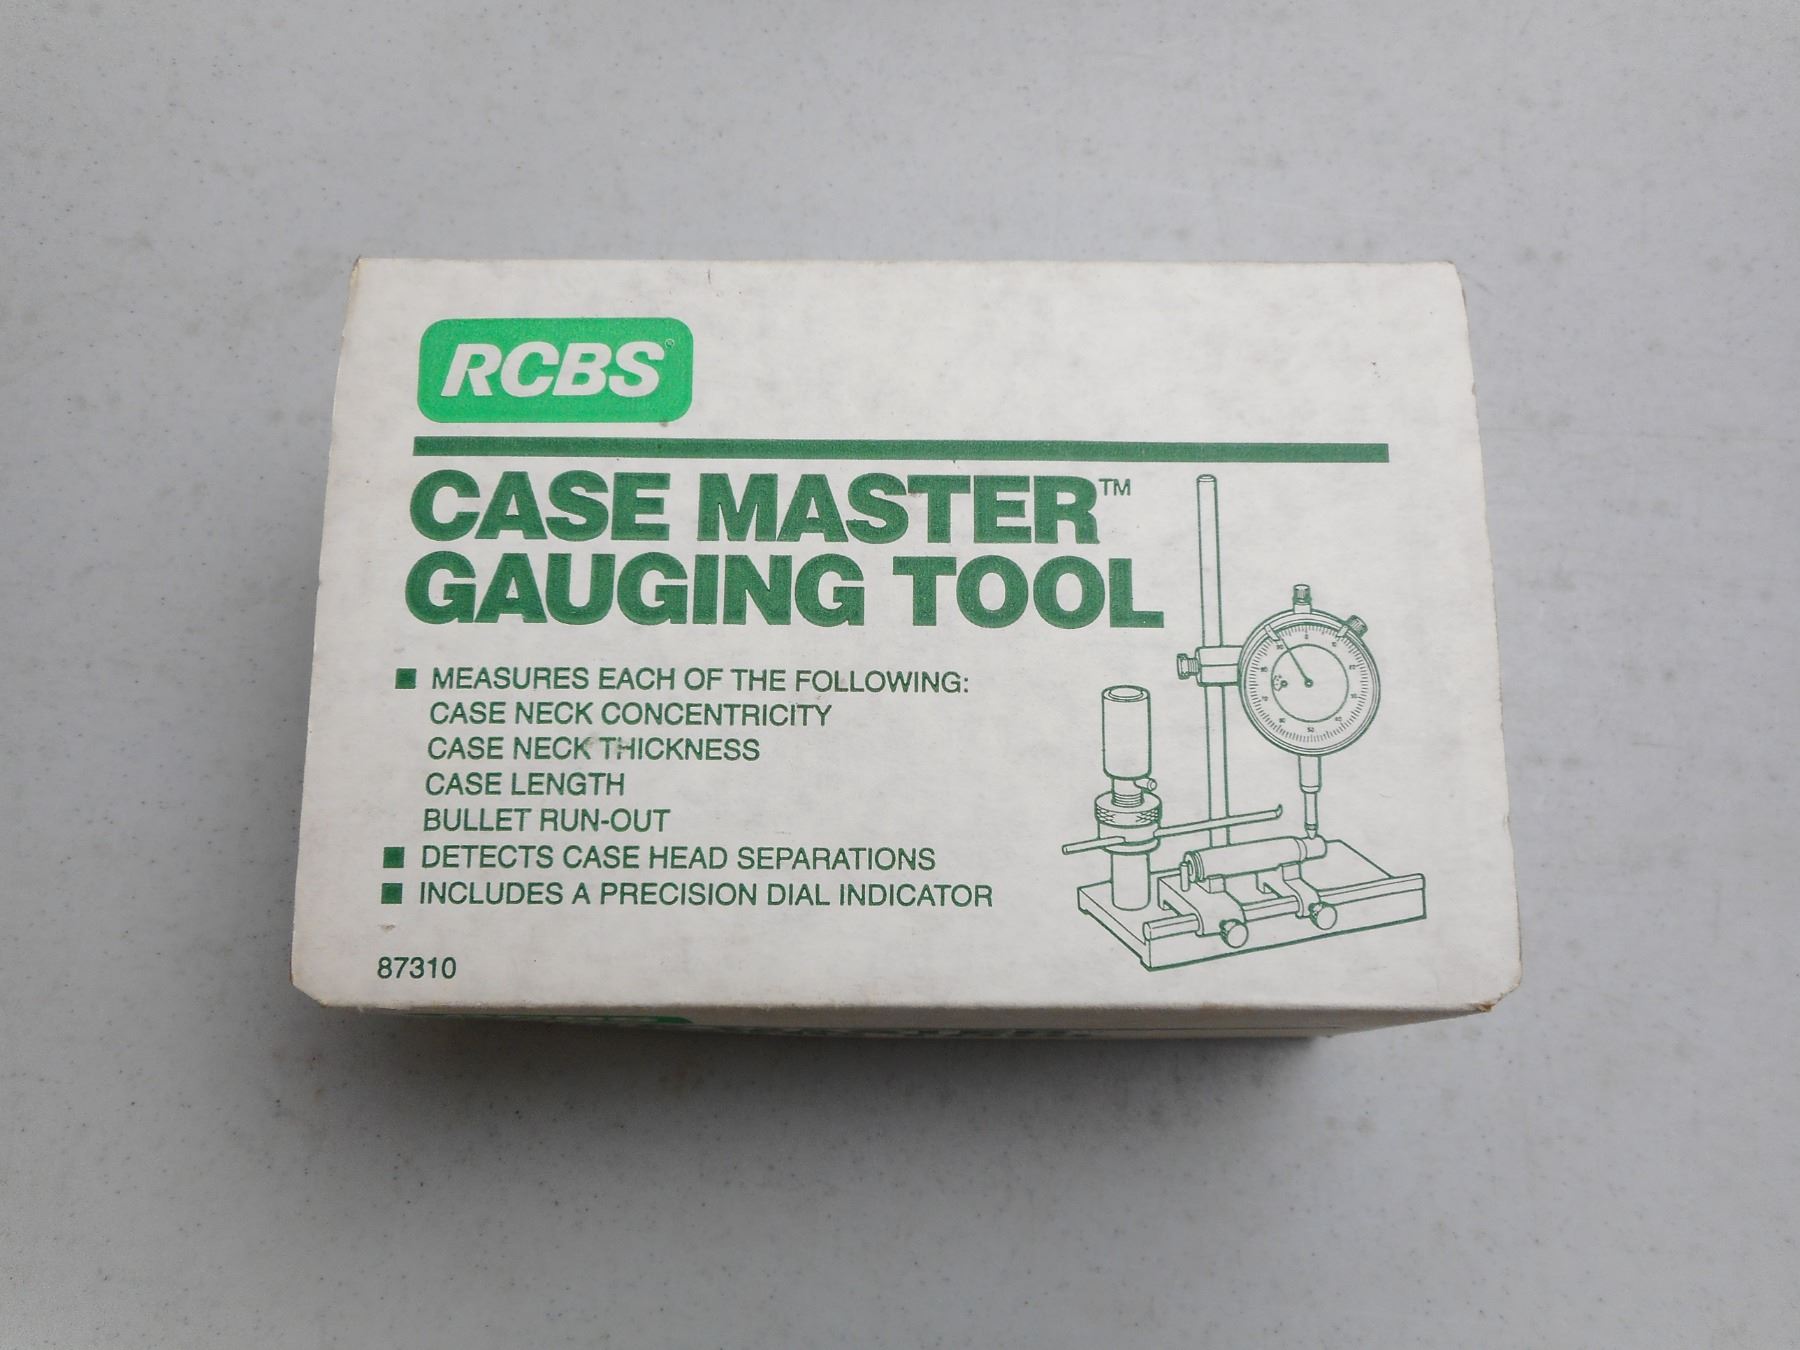 RCBS®
CASE MASTER™
GAUGING TOOL
■ MEASURES EACH OF THE FOLLOWING:
CASE NECK CONCENTRICITY
CASE NECK THICKNESS
CASE LENGTH
BULLET RUN-OUT
■ DETECTS CASE HEAD SEPARATIONS
■ INCLUDES A PRECISION DIAL INDICATOR
87310